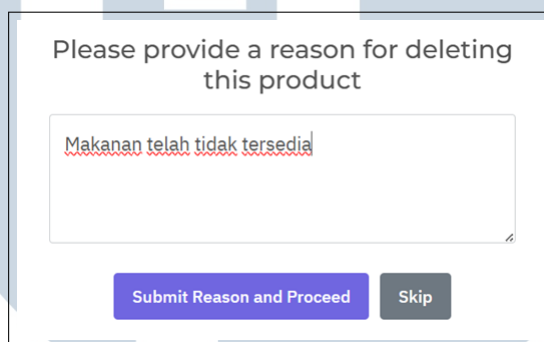 Please provide a reason for deleting
this product
Makanan telah tidak tersedia
Submit Reason and Proceed
Skip